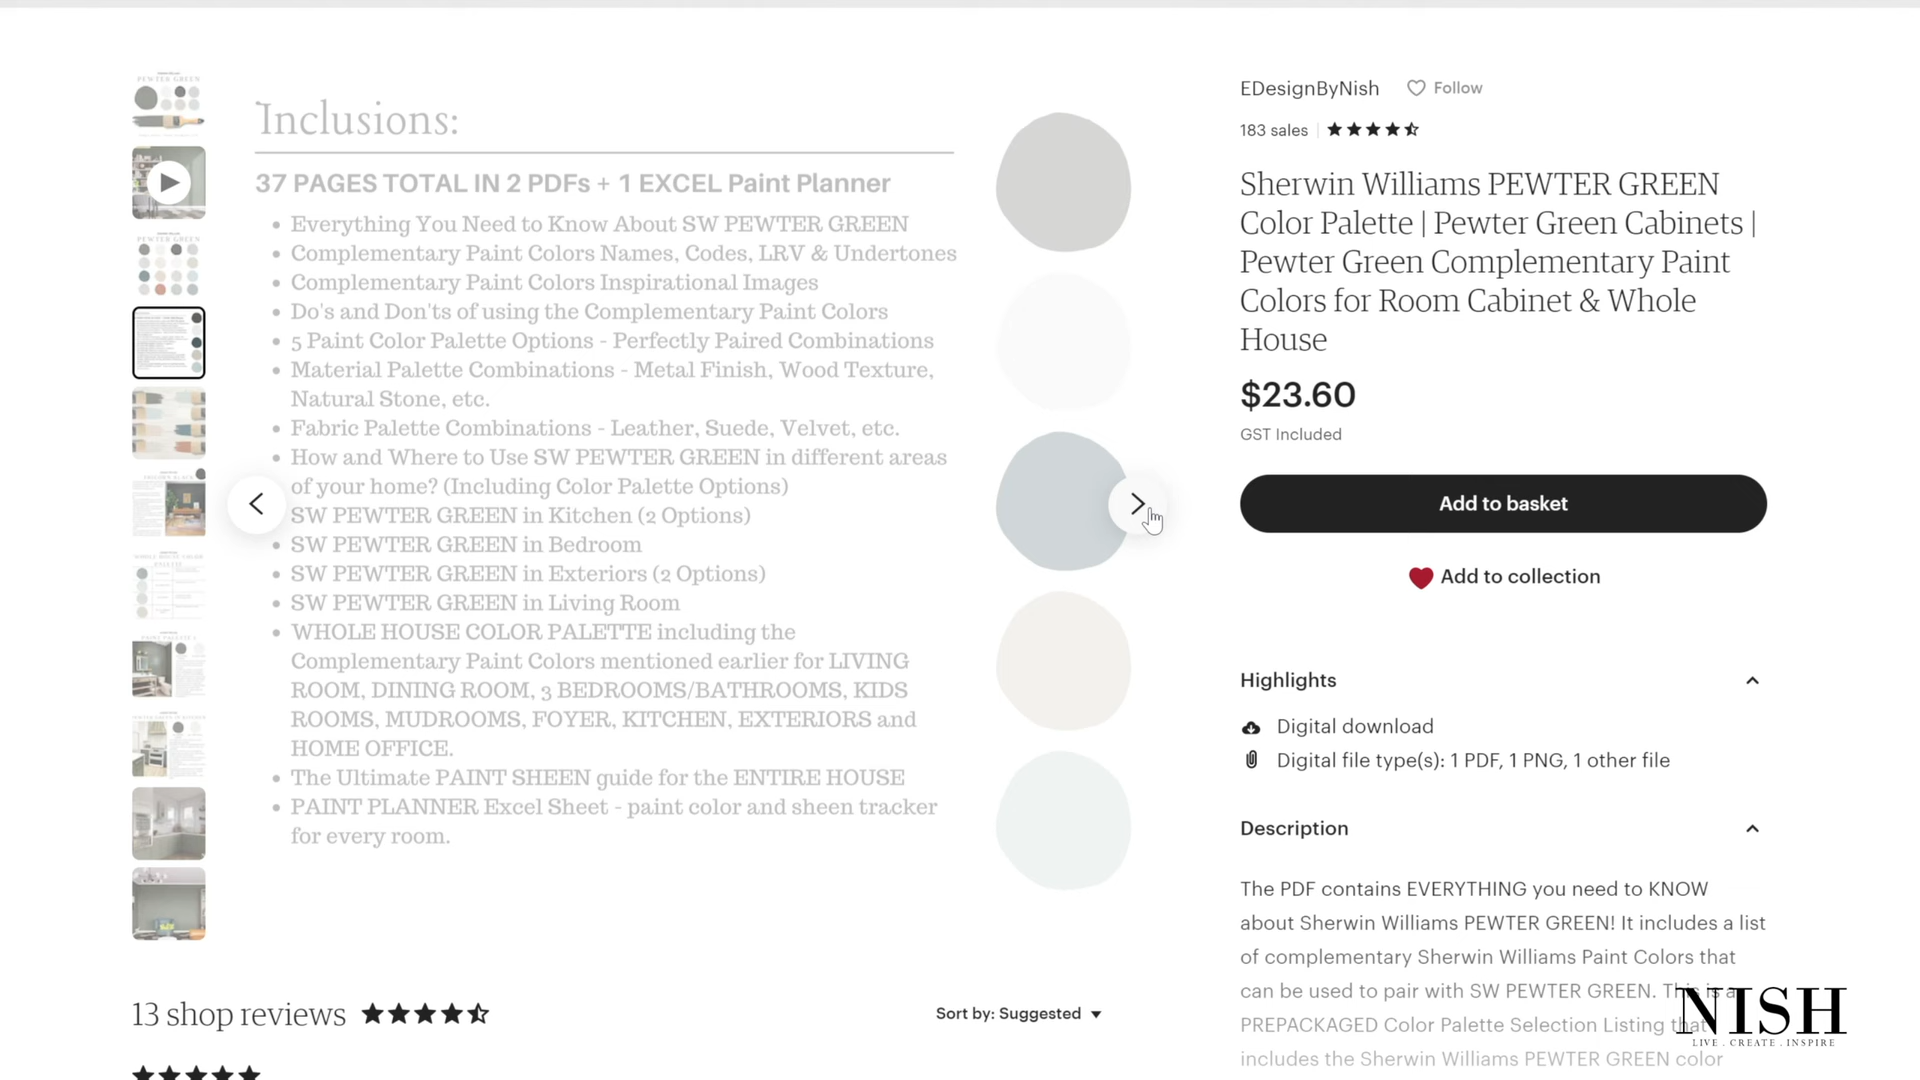 Inclusions:
37 PAGES TOTAL IN 2 PDFs + 1 EXCEL Paint Planner
• Everything You Need to Know About SW PEWTER GREEN
• Complementary Paint Colors Names, Codes, LRV & Undertones
• Complementary Paint Colors Inspirational Images
• Do's and Don'ts of using the Complementary Paint Colors
• 5 Paint Color Palette Options - Perfectly Paired Combinations
• Material Palette Combinations - Metal Finish, Wood Texture,
Natural Stone, etc.
• Fabric Palette Combinations - Leather, Suede, Velvet, etc.
• How and Where to Use SW PEWTER GREEN in different areas
of your home? (Including Color Palette Options)
SW PEWTER GREEN in Kitchen (2 Options)
• SW PEWTER GREEN in Bedroom
• SW PEWTER GREEN in Exteriors (2 Options)
• SW PEWTER GREEN in Living Room
• WHOLE HOUSE COLOR PALETTE including the
Complementary Paint Colors mentioned earlier for LIVING
ROOM, DINING ROOM, 3 BEDROOMS/BATHROOMS, KIDS
ROOMS, MUDROOMS, FOYER, KITCHEN, EXTERIORS and
HOME OFFICE.
• The Ultimate PAINT SHEEN guide for the ENTIRE HOUSE
• PAINT PLANNER Excel Sheet - paint color and sheen tracker
for every room.
13 shop reviews
Sort by: Suggested
EDesignByNish Follow
183 sales
Sherwin Williams PEWTER GREEN
Color Palette | Pewter Green Cabinets |
Pewter Green Complementary Paint
Colors for Room Cabinet & Whole
House
$23.60
GST Included
Add to basket
Add to collection
Highlights
Digital download
Digital file type(s): 1 PDF, 1 PNG, 1 other file
Description
The PDF contains EVERYTHING you need to KNOW
about Sherwin Williams PEWTER GREEN! It includes a list
of complementary Sherwin Williams Paint Colors that
can be used to pair with SW PEWTER GREEN. This is a
PREPACKAGED Color Palette Selection Listing that
includes the Sherwin Williams PEWTER GREEN color
NISH
LIVE . CREATE . INSPIRE
PEWTER GREEN
PEWTER GREEN